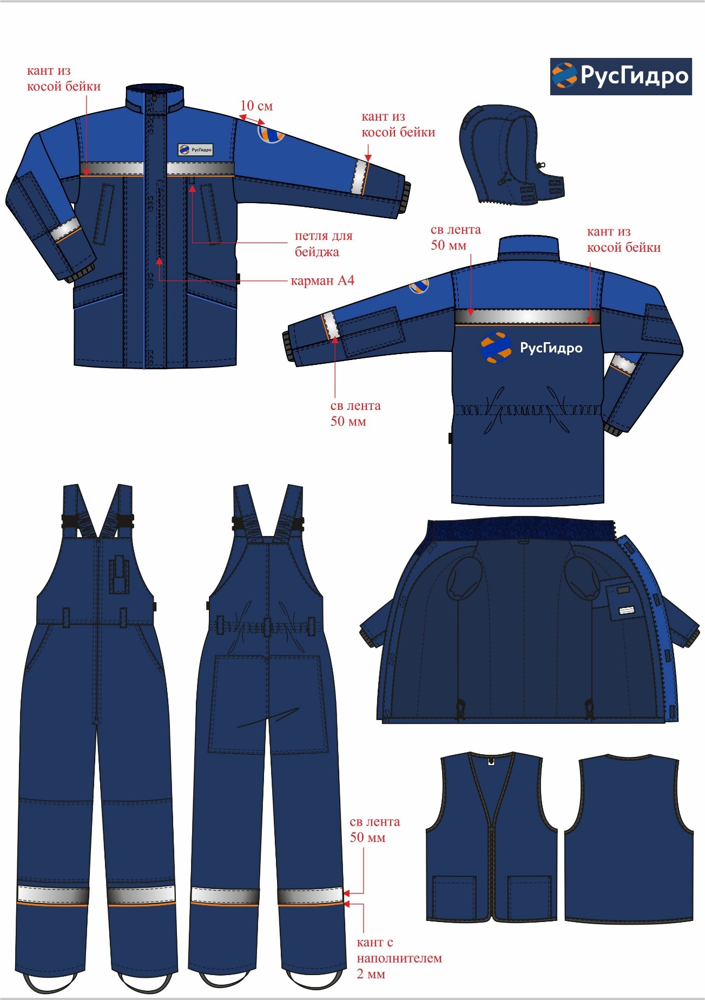 кант из
косой бейки
РусГидро
10 см
кант из
косой бейки
РусГидро
св лента
50 мм
кант из
косой бейки
петля для
бейджа
карман А4
РусГидро
св лента
50 мм
св лента
50 мм
кант с
наполнителем
2 мм